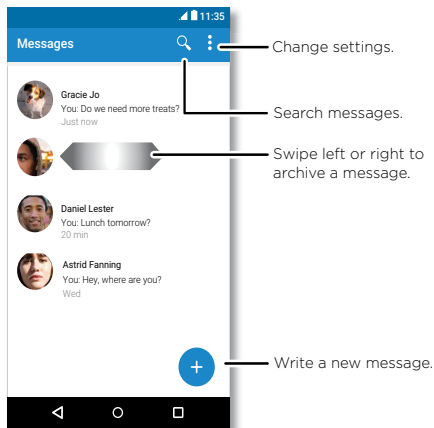 11:35
Messages
Change settings.
Gracie Jo
You: Do we need more treats?
Just now
Search messages.
Swipe left or right to
archive a message.
Daniel Lester
You: Lunch tomorrow?
20 min
Astrid Fanning
You: Hey, where are you?
Wed
+
Write a new message.